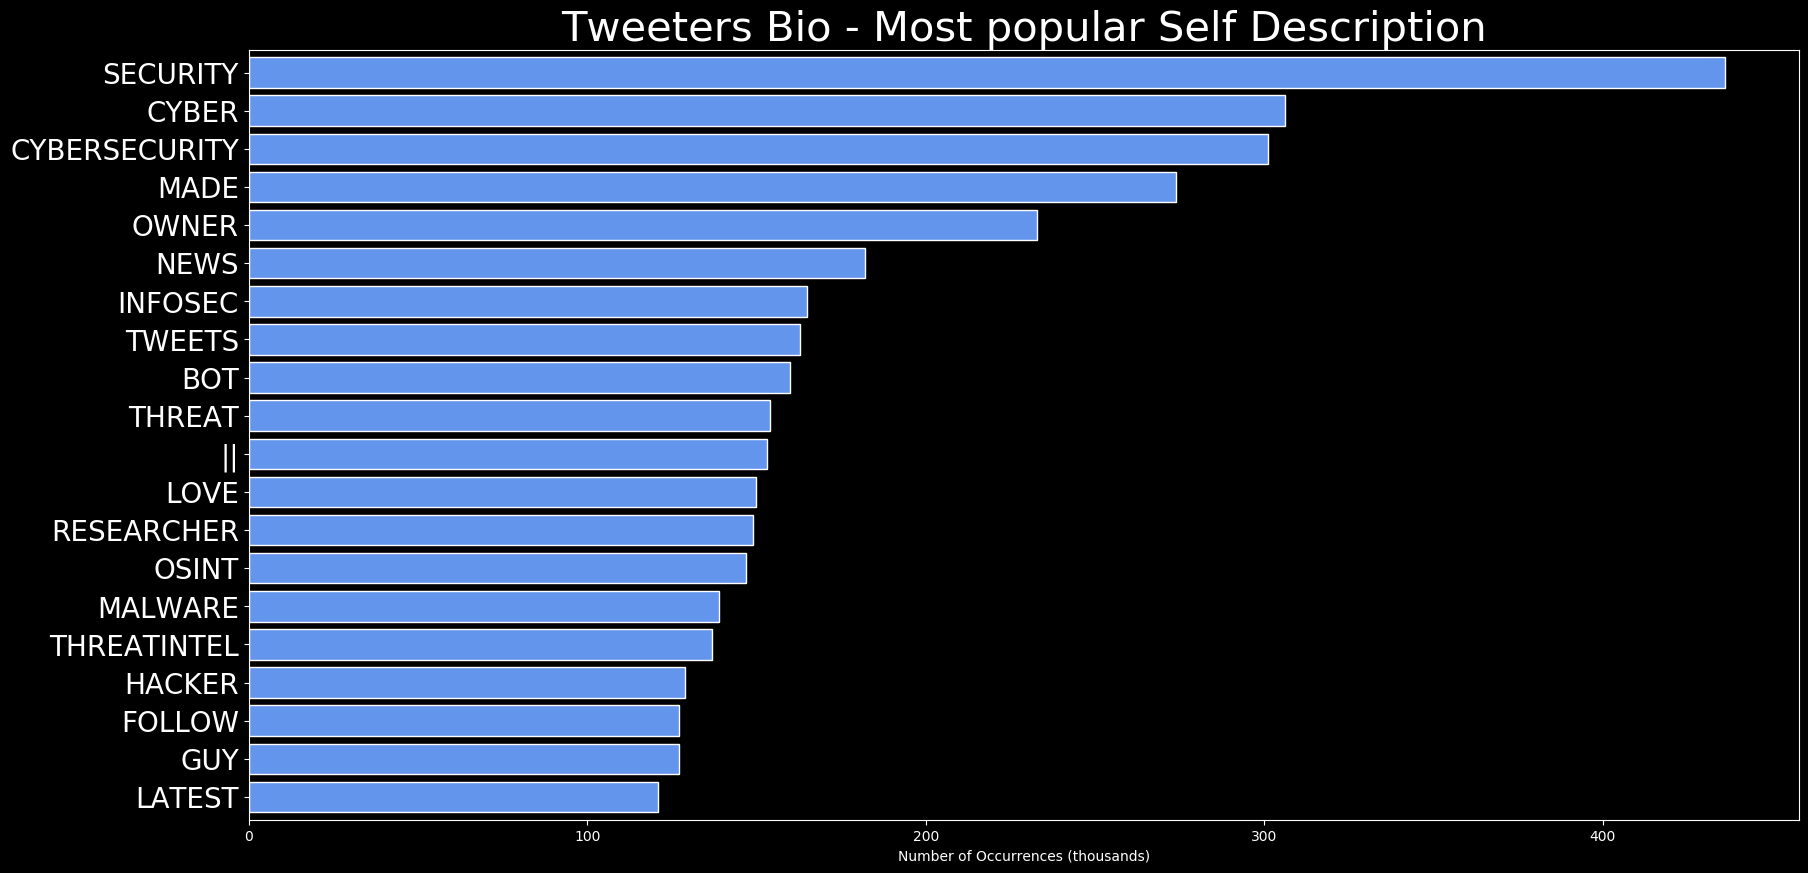 Tweeters Bio - Most popular Self Description
SECURITY
CYBER
CYBERSECURITY
MADE
OWNER
NEWS
INFOSEC
TWEETS
BOT
THREAT
||
LOVE
RESEARCHER
OSINT
MALWARE
THREATINTEL
HACKER
FOLLOW
GUY
LATEST
0 100 200 300 400
Number of Occurrences (thousands)